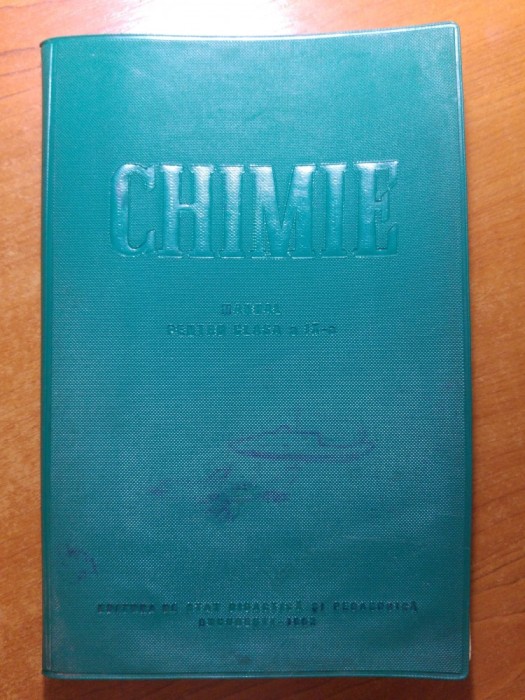 CHIMIE
MANUAL
PENTRU CLASA a IX-a
EDITURA DE STAT DIDACTICĂ ȘI PEDAGOGICĂ
BUCUREȘTI